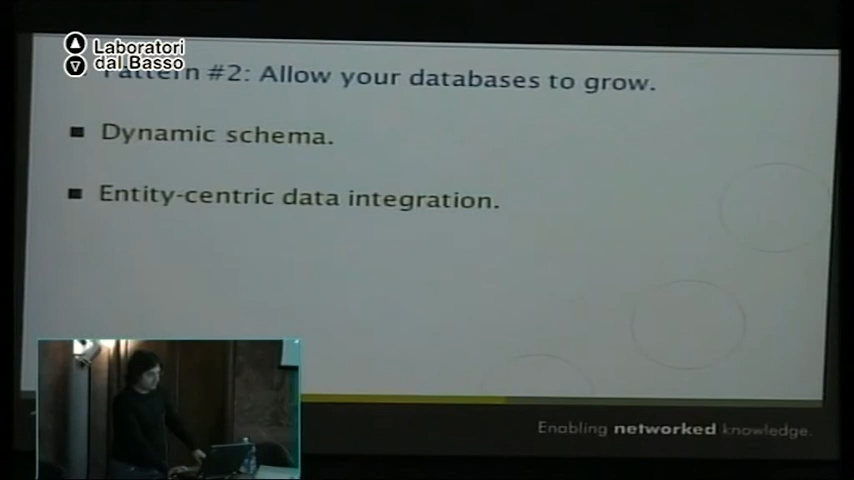 Laboratori
dal Basso
Pattern #2: Allow your databases to grow.
Dynamic schema.
Entity-centric data integration.
Enabling networked knowledge.